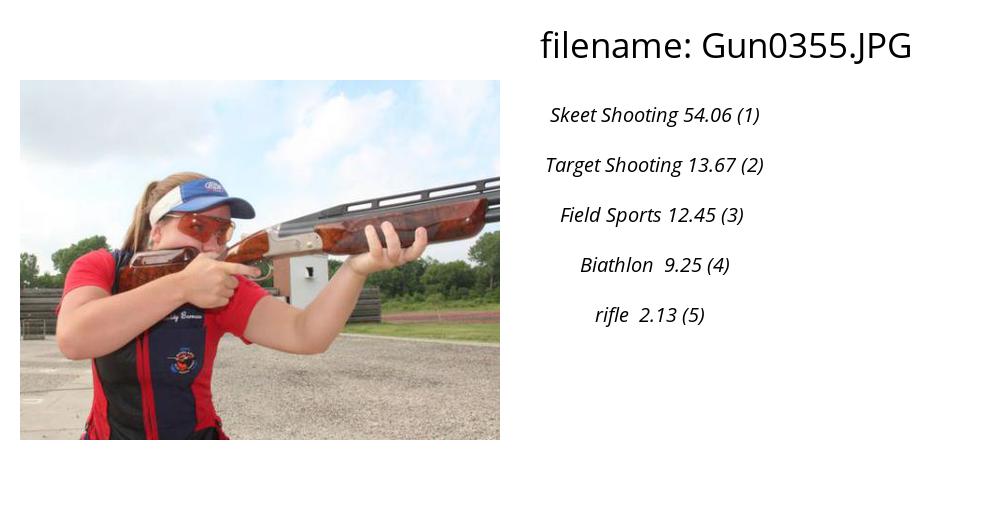 filename: Gun0355.JPG
Skeet Shooting 54.06 (1)
Target Shooting 13.67 (2)
Field Sports 12.45 (3)
Biathlon 9.25 (4)
rifle 2.13 (5)